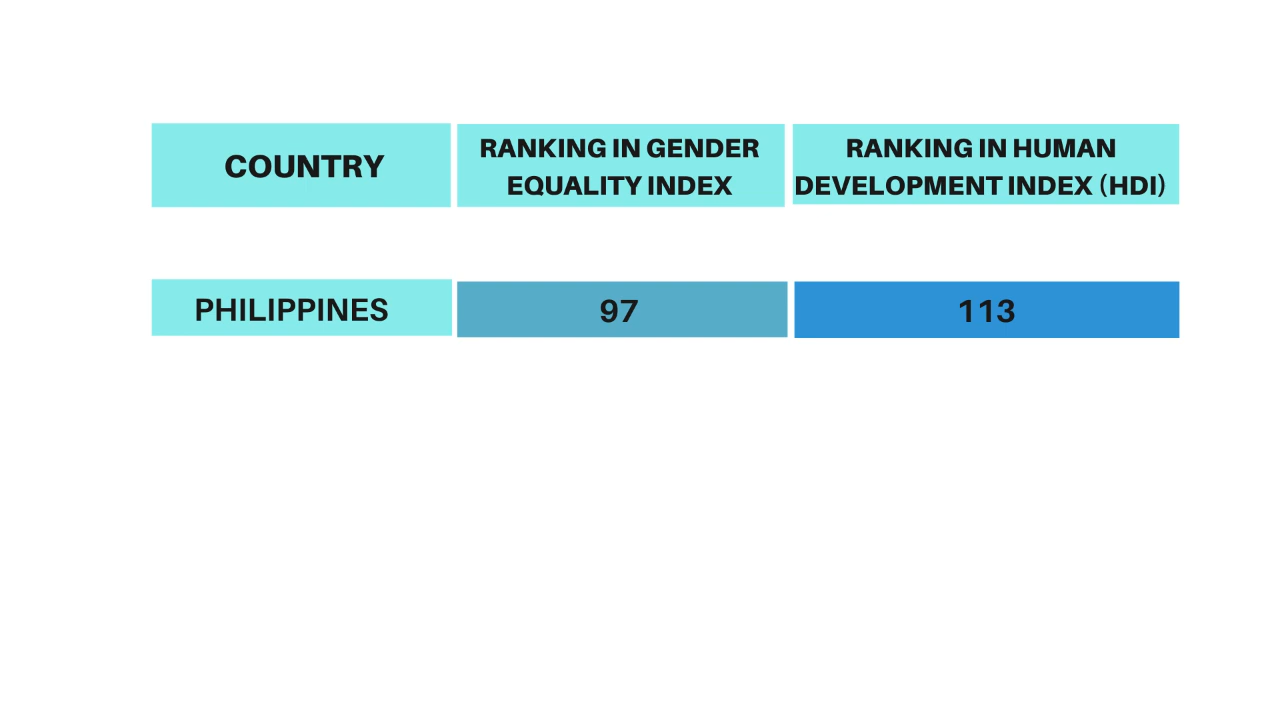 COUNTRY
RANKING IN GENDER
EQUALITY INDEX
RANKING IN HUMAN
DEVELOPMENT INDEX (HDI)
PHILIPPINES
97
113